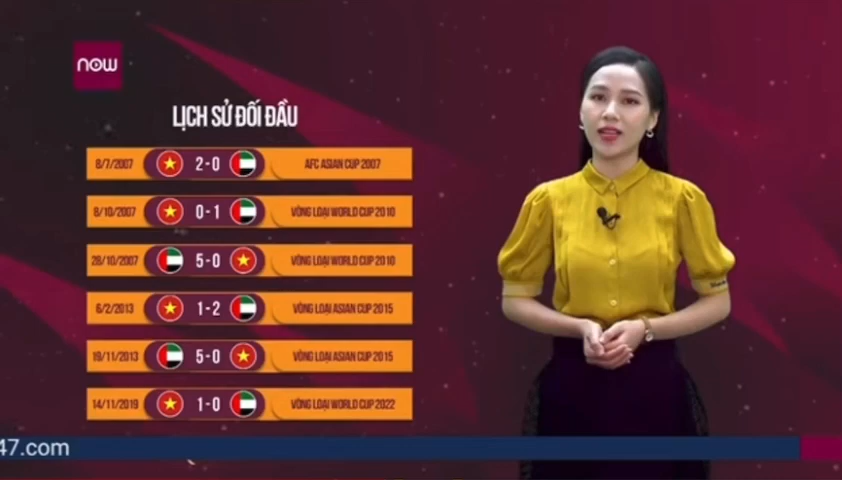 now
LỊCH SỬ ĐỐI ĐẦU
8/7/2007 2-0 AFC ASIAN CUP 2007
8/10/2007 0-1 VÒNG LOẠI WORLD CUP 2010
28/10/2007 5-0 VÒNG LOẠI WORLD CUP 2010
6/2/2013 1-2 VÒNG LOẠI ASIAN CUP 2015
19/11/2013 5-0 VÒNG LOẠI ASIAN CUP 2015
14/11/2019 1-0 VÒNG LOẠI WORLD CUP 2022
47.com